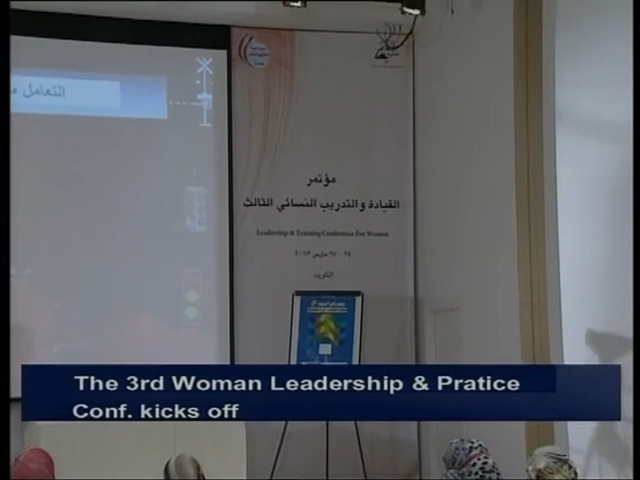 التعامل م
مؤتمر
القيادة والتدريب النسائي الثالث
Leadership & Training Conference For Women
الكويت
The 3rd Woman Leadership & Pratice
Conf. kicks off